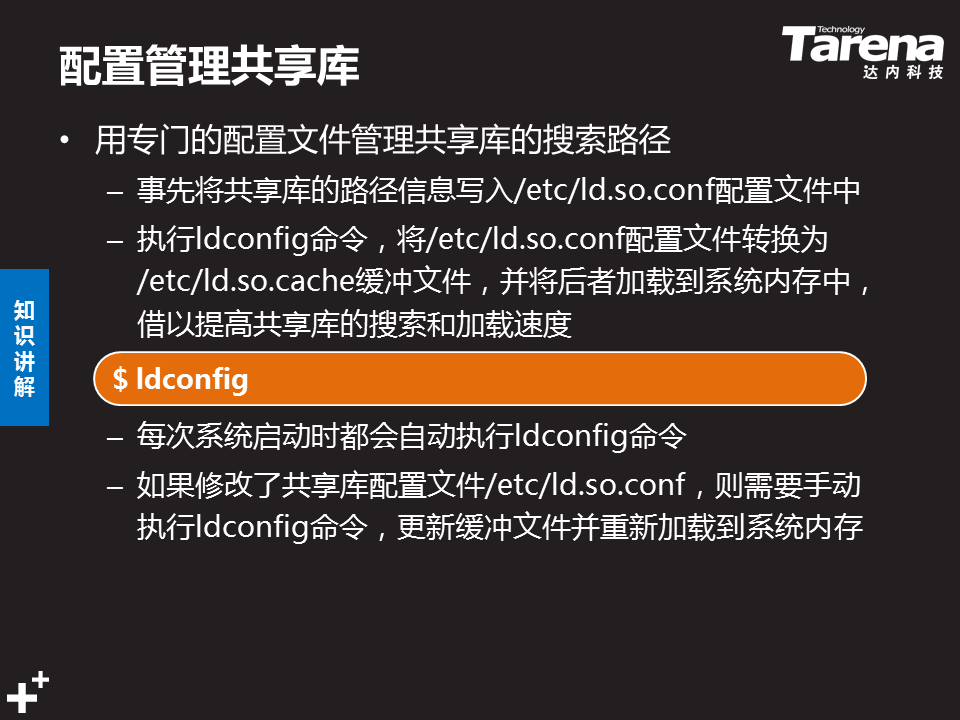 配置管理共享库
Technology
Tarena
达内科技
• 用专门的配置文件管理共享库的搜索路径
– 事先将共享库的路径信息写入/etc/ld.so.conf配置文件中
– 执行ldconfig命令，将/etc/ld.so.conf配置文件转换为
/etc/ld.so.cache缓冲文件，并将后者加载到系统内存中，
借以提高共享库的搜索和加载速度
知识讲解
$ ldconfig
– 每次系统启动时都会自动执行ldconfig命令
– 如果修改了共享库配置文件/etc/ld.so.conf，则需要手动
执行ldconfig命令，更新缓冲文件并重新加载到系统内存